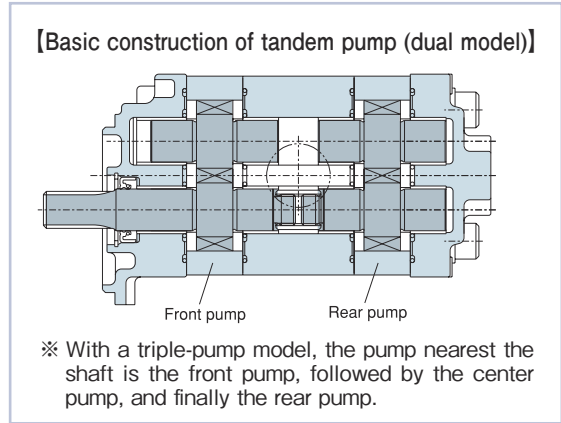 【Basic construction of tandem pump (dual model)】
Front pump
Rear pump
※ With a triple-pump model, the pump nearest the
shaft is the front pump, followed by the center
pump, and finally the rear pump.